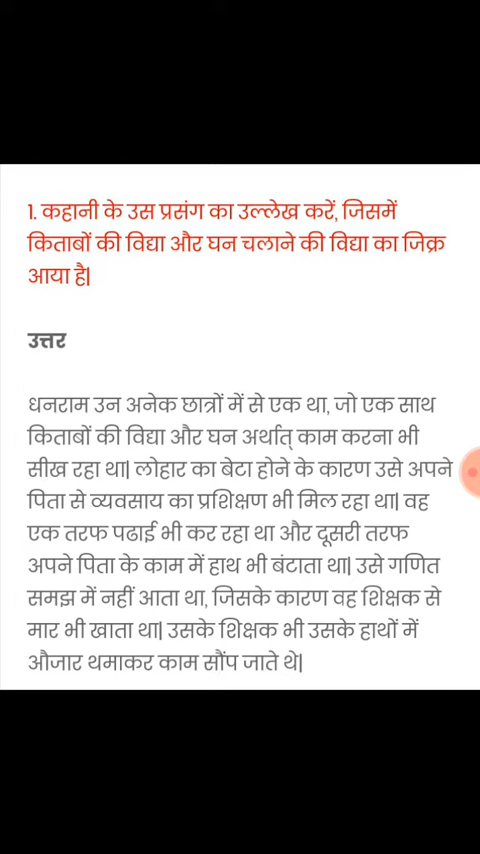 1. कहानी के उस प्रसंग का उल्लेख करें, जिसमें
किताबों की विद्या और घन चलाने की विद्या का जिक्र
आया है|
उत्तर
धनराम उन अनेक छात्रों में से एक था, जो एक साथ
किताबों की विद्या और घन अर्थात् काम करना भी
सीख रहा था| लोहार का बेटा होने के कारण उसे अपने
पिता से व्यवसाय का प्रशिक्षण भी मिल रहा था| वह
एक तरफ पढाई भी कर रहा था और दूसरी तरफ
अपने पिता के काम में हाथ भी बंटाता था| उसे गणित
समझ में नहीं आता था, जिसके कारण वह शिक्षक से
मार भी खाता था| उसके शिक्षक भी उसके हाथों में
औजार थमाकर काम सौंप जाते थे|